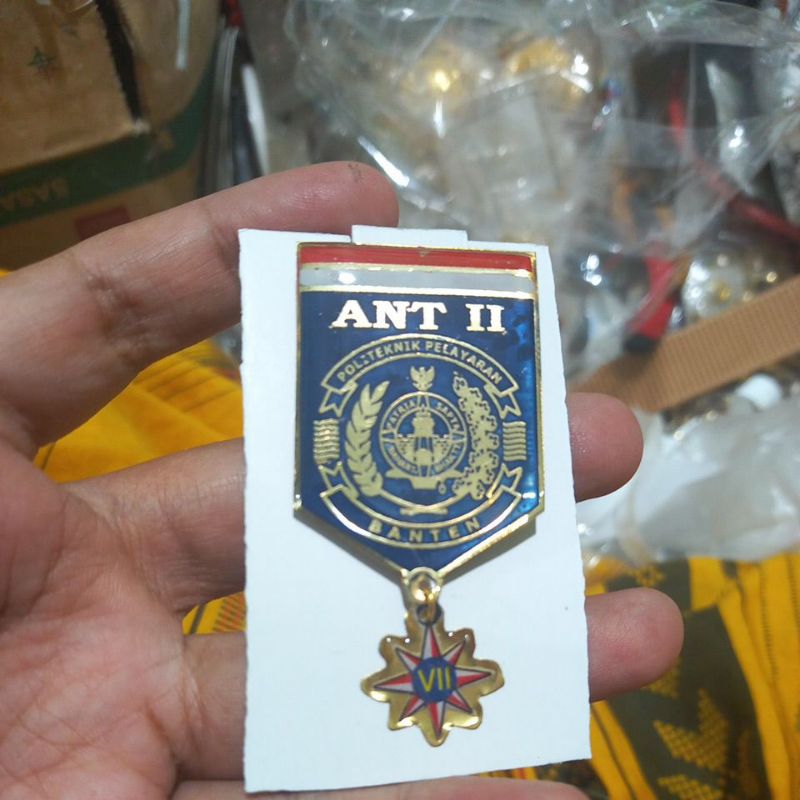 ANT II
POLITEKNIK PELAYARAN
BANTEN
VII